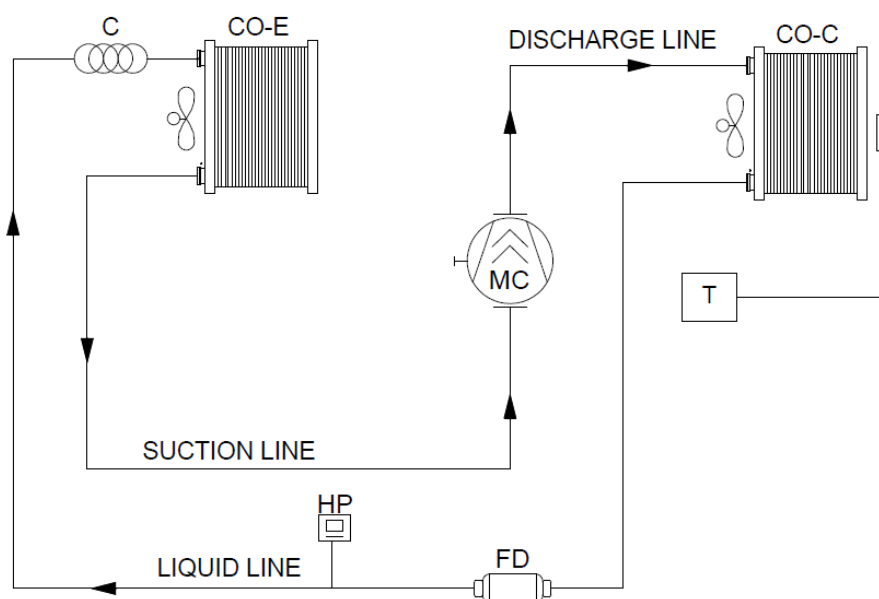 C
CO-E
DISCHARGE LINE
CO-C
MC
T
SUCTION LINE
HP
LIQUID LINE
FD